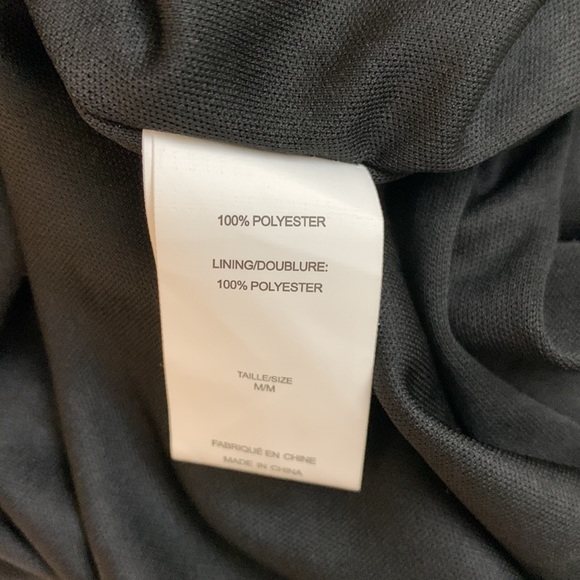 100% POLYESTER
LINING/DOUBLURE:
100% POLYESTER
TAILLE/SIZE
M/M
FABRIQUÉ EN CHINE
MADE IN CHINA